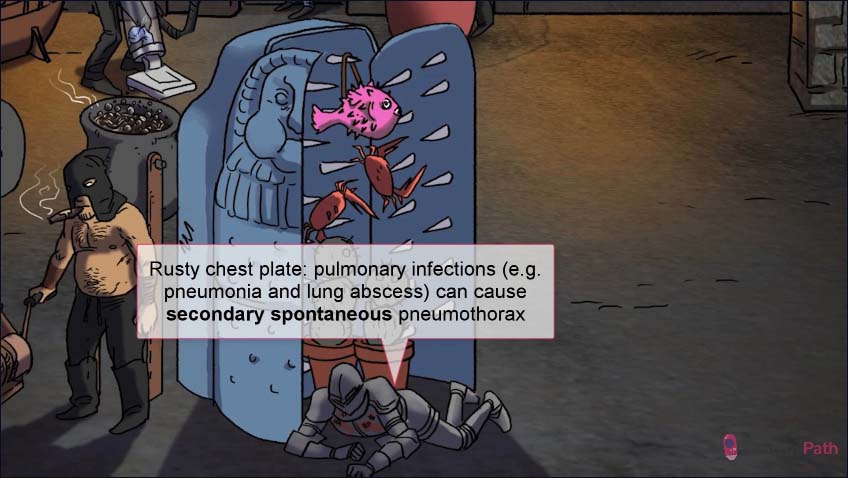 Rusty chest plate: pulmonary infections (e.g.
pneumonia and lung abscess) can cause
secondary spontaneous pneumothorax
Path